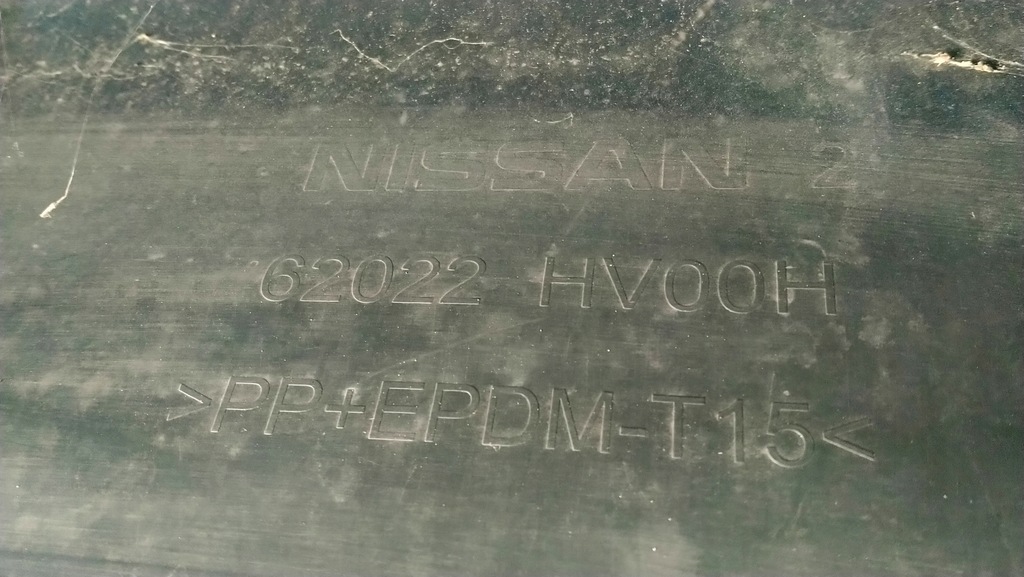 NISSAN 2
62022 HV00H
>PP+EPDM-T15<